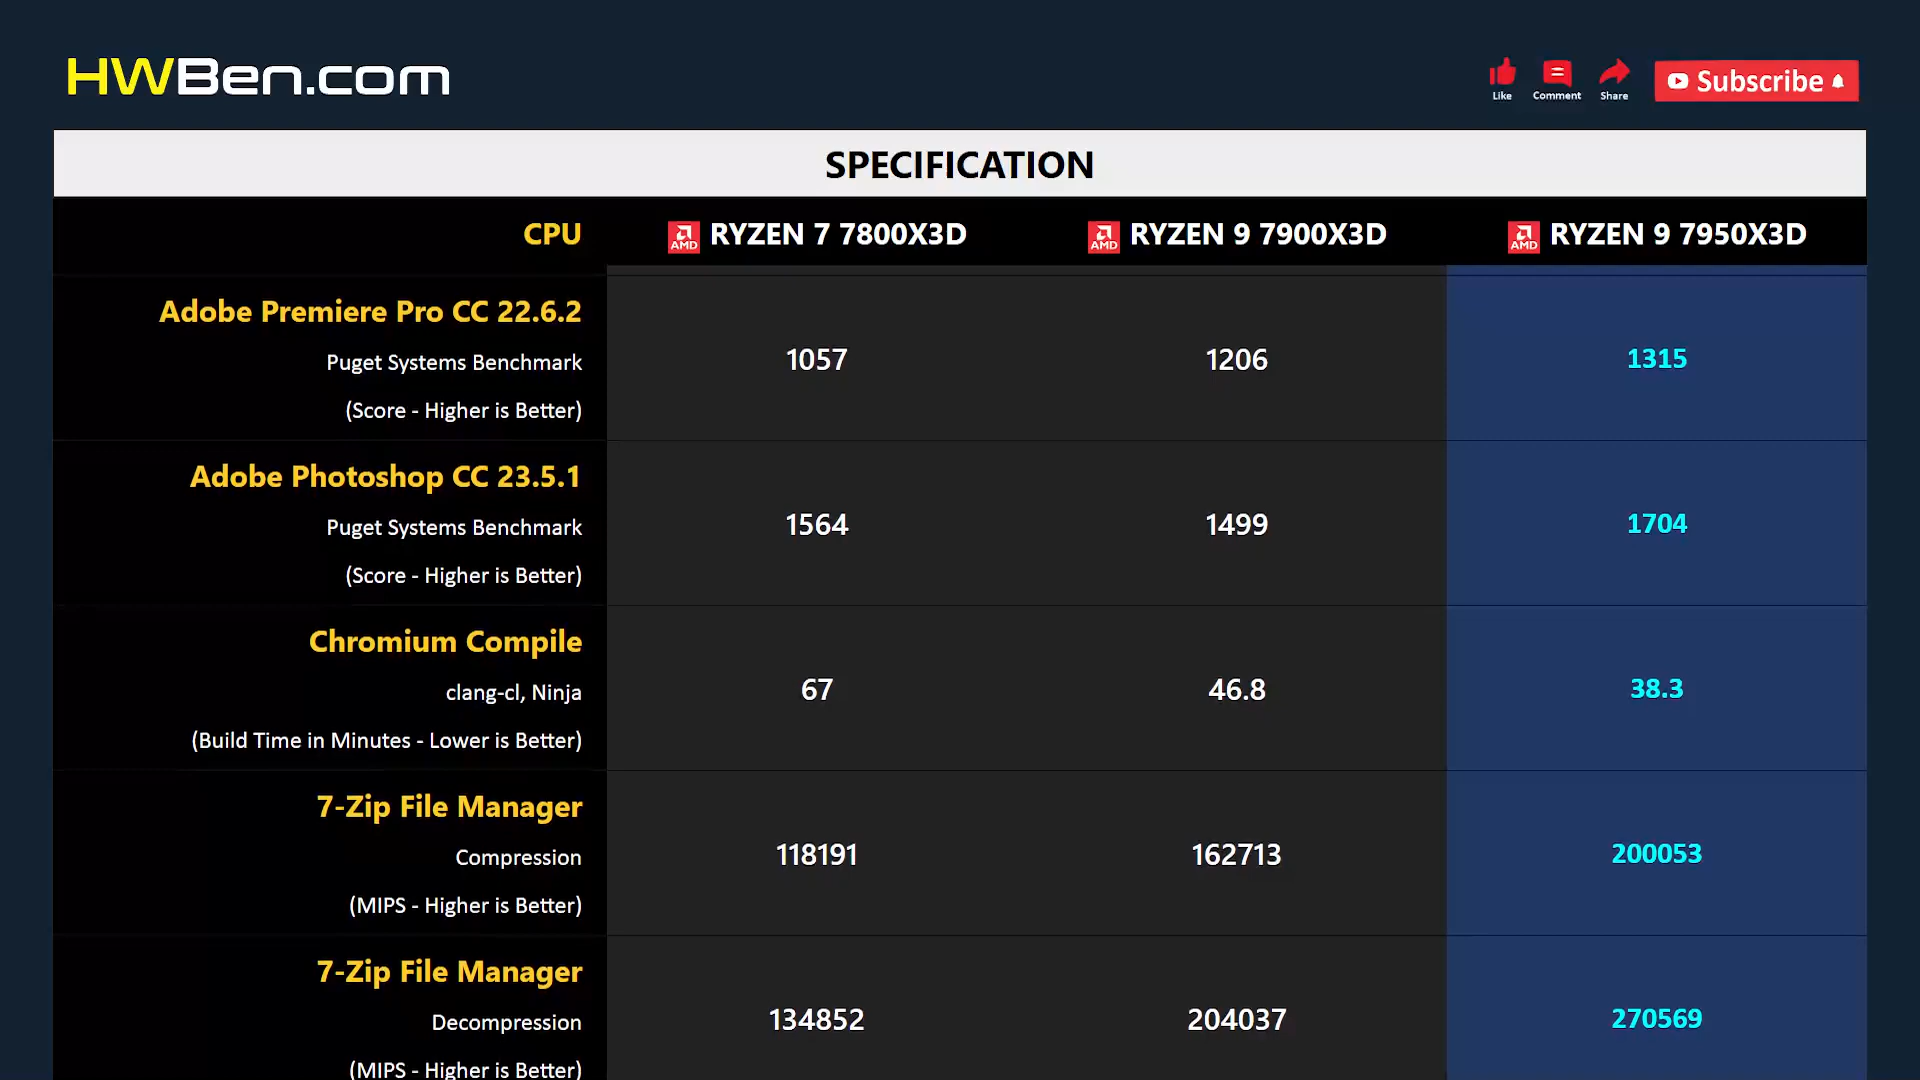 HWBen.com
Like
Comment
Share
Subscribe
SPECIFICATION
CPU AMD RYZEN 7 7800X3D AMD RYZEN 9 7900X3D AMD RYZEN 9 7950X3D
Adobe Premiere Pro CC 22.6.2
Puget Systems Benchmark 1057 1206 1315
(Score - Higher is Better)
Adobe Photoshop CC 23.5.1
Puget Systems Benchmark 1564 1499 1704
(Score - Higher is Better)
Chromium Compile
clang-cl, Ninja 67 46.8 38.3
(Build Time in Minutes - Lower is Better)
7-Zip File Manager
Compression 118191 162713 200053
(MIPS - Higher is Better)
7-Zip File Manager
Decompression 134852 204037 270569
(MIPS - Higher is Better)